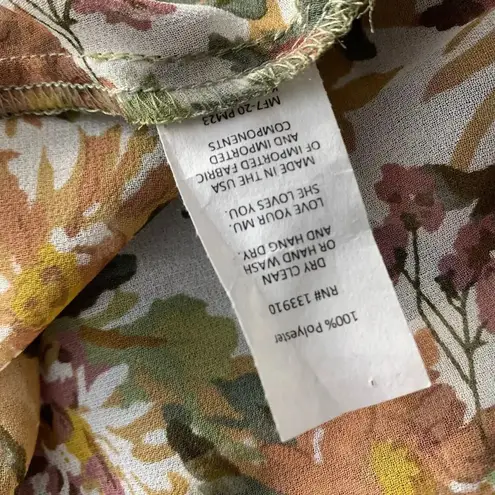 100% Polyester
RN# 133910
DRY CLEAN
OR HAND WASH
AND HANG DRY.
LOVE YOUR MU.
SHE LOVES YOU.
MADE IN THE USA
OF IMPORTED FABRIC
AND IMPORTED
COMPONENTS
MF7-20 PM23